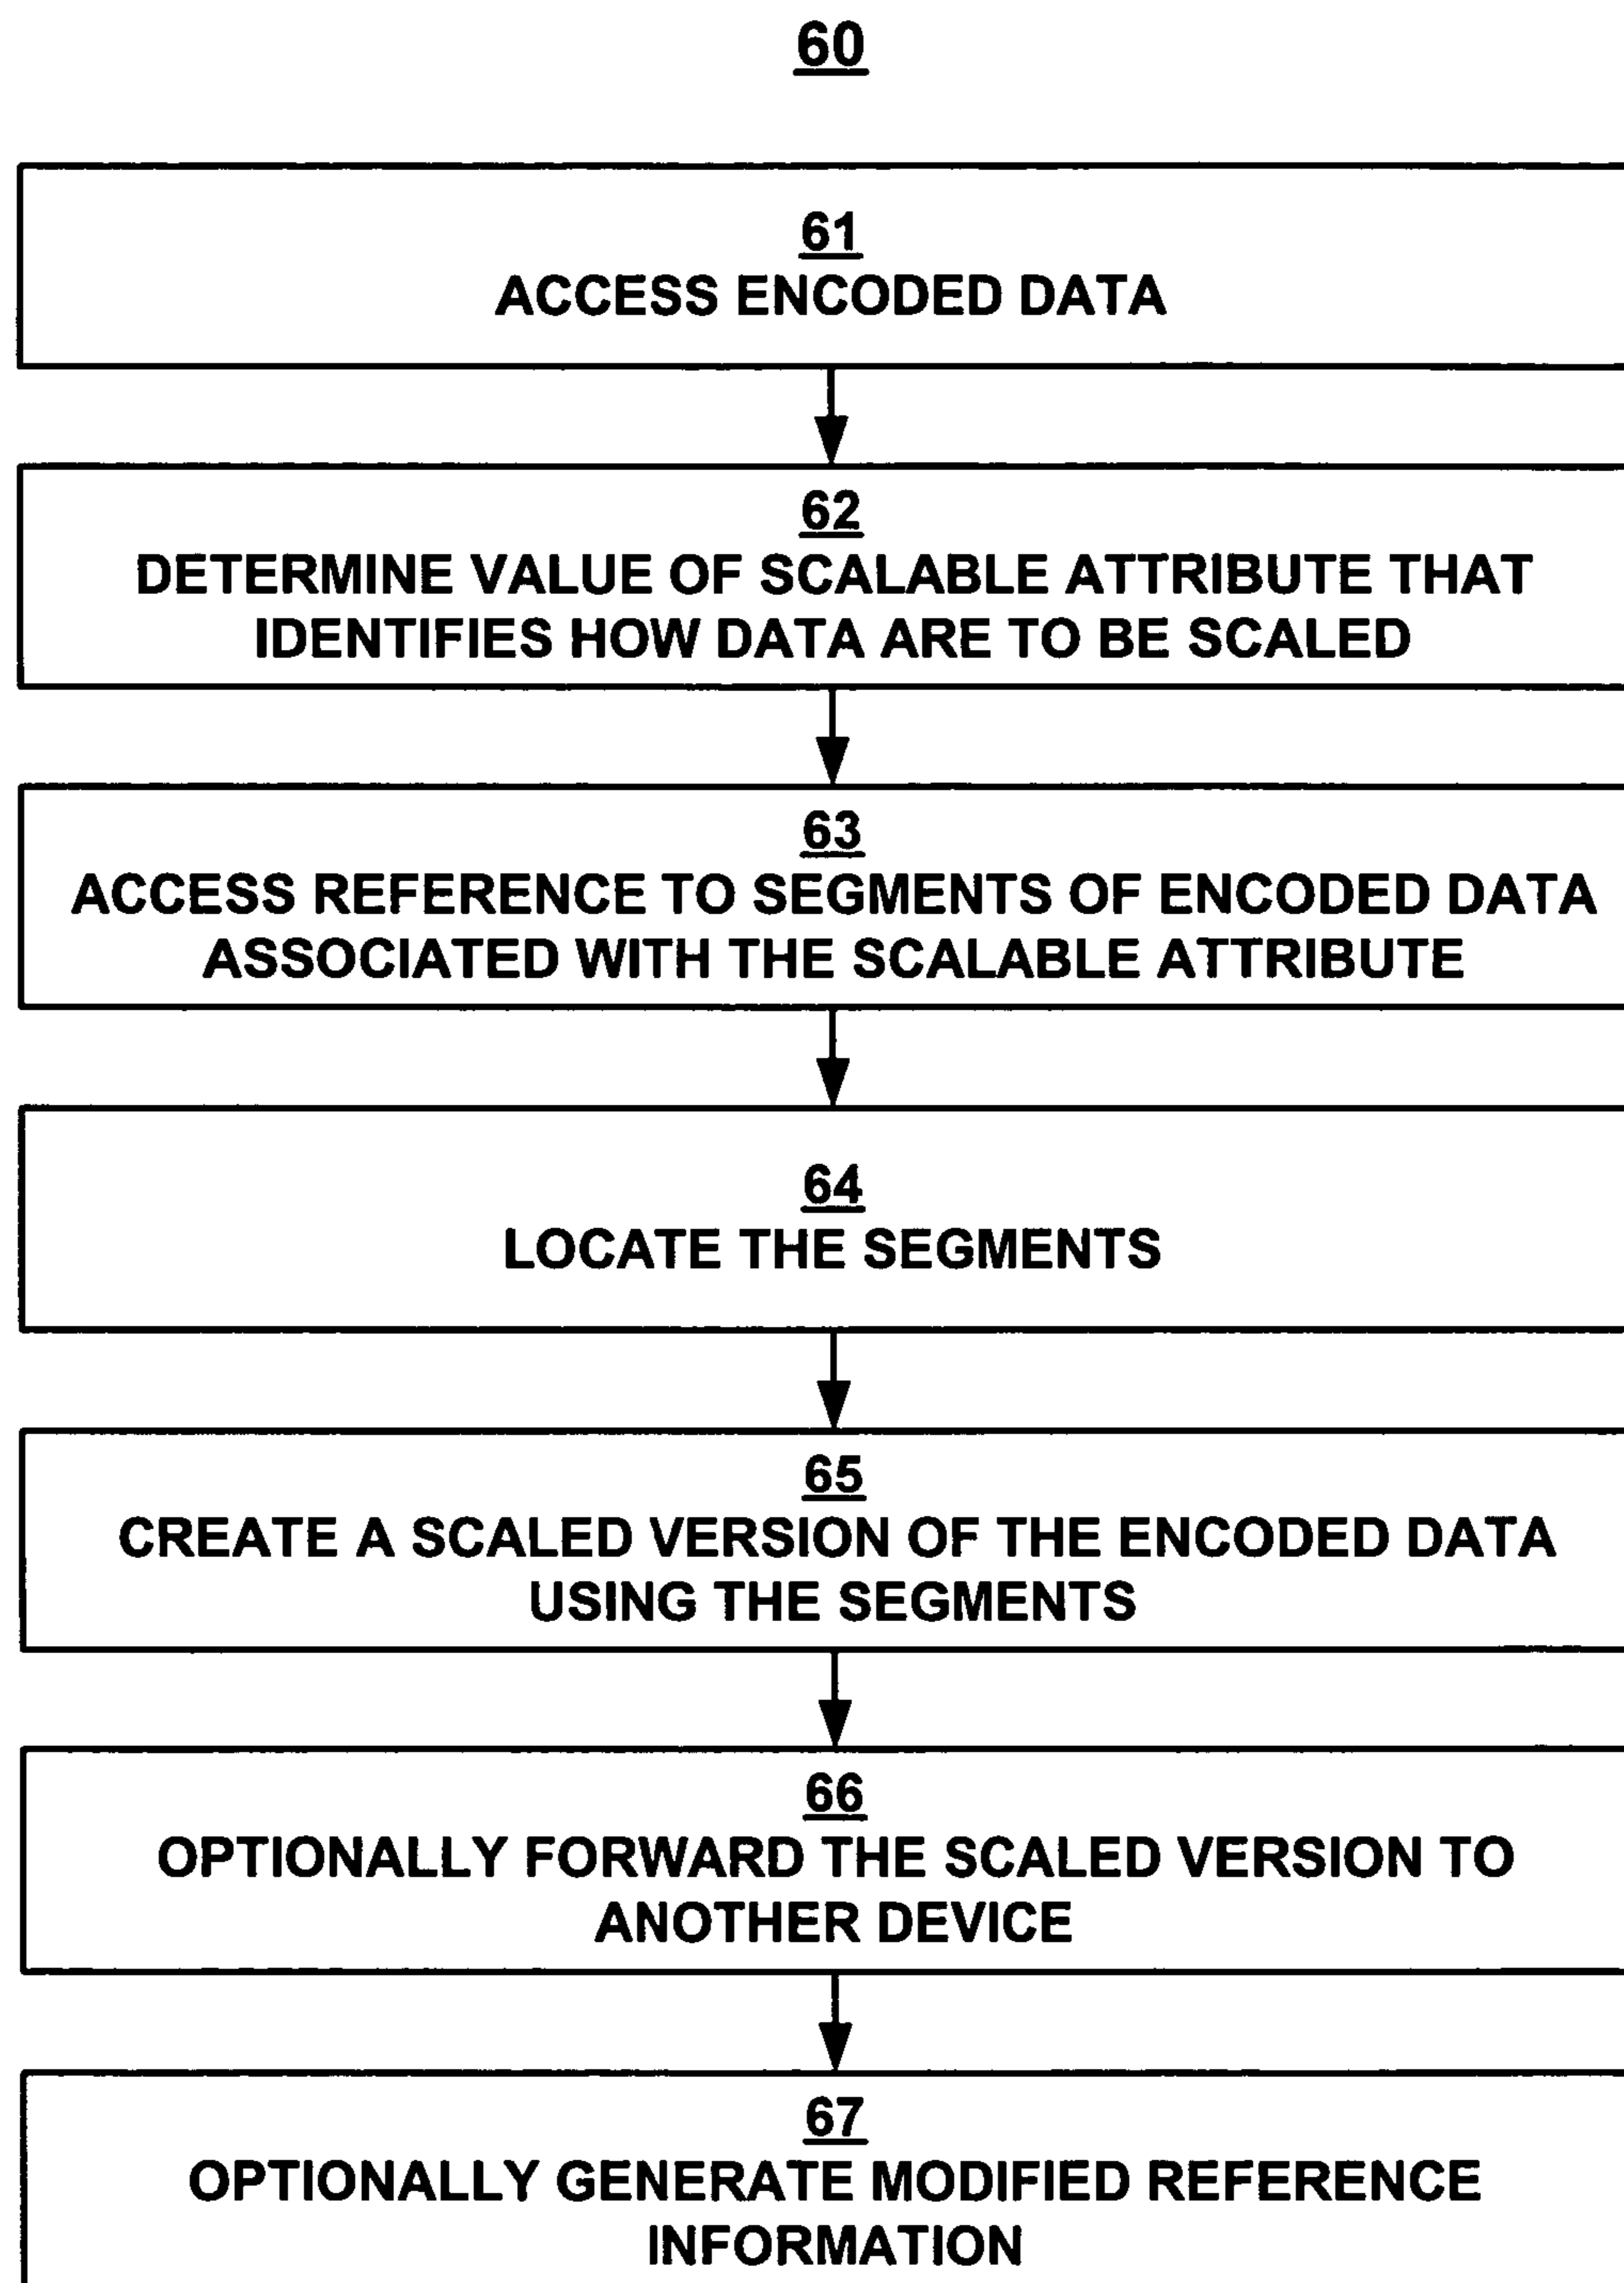 60
61
ACCESS ENCODED DATA
62
DETERMINE VALUE OF SCALABLE ATTRIBUTE THAT
IDENTIFIES HOW DATA ARE TO BE SCALED
63
ACCESS REFERENCE TO SEGMENTS OF ENCODED DATA
ASSOCIATED WITH THE SCALABLE ATTRIBUTE
64
LOCATE THE SEGMENTS
65
CREATE A SCALED VERSION OF THE ENCODED DATA
USING THE SEGMENTS
66
OPTIONALLY FORWARD THE SCALED VERSION TO
ANOTHER DEVICE
67
OPTIONALLY GENERATE MODIFIED REFERENCE
INFORMATION